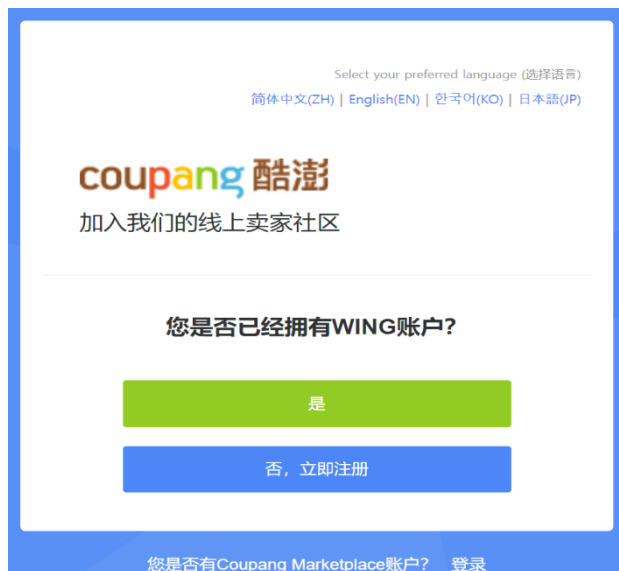 Select your preferred language (选择语言)
简体中文(ZH) | English(EN) | 한국어(KO) | 日本語(JP)
coupang 酷澎
加入我们的线上卖家社区
您是否已经拥有WING账户?
是
否，立即注册
您是否有Coupang Marketplace账户? 登录